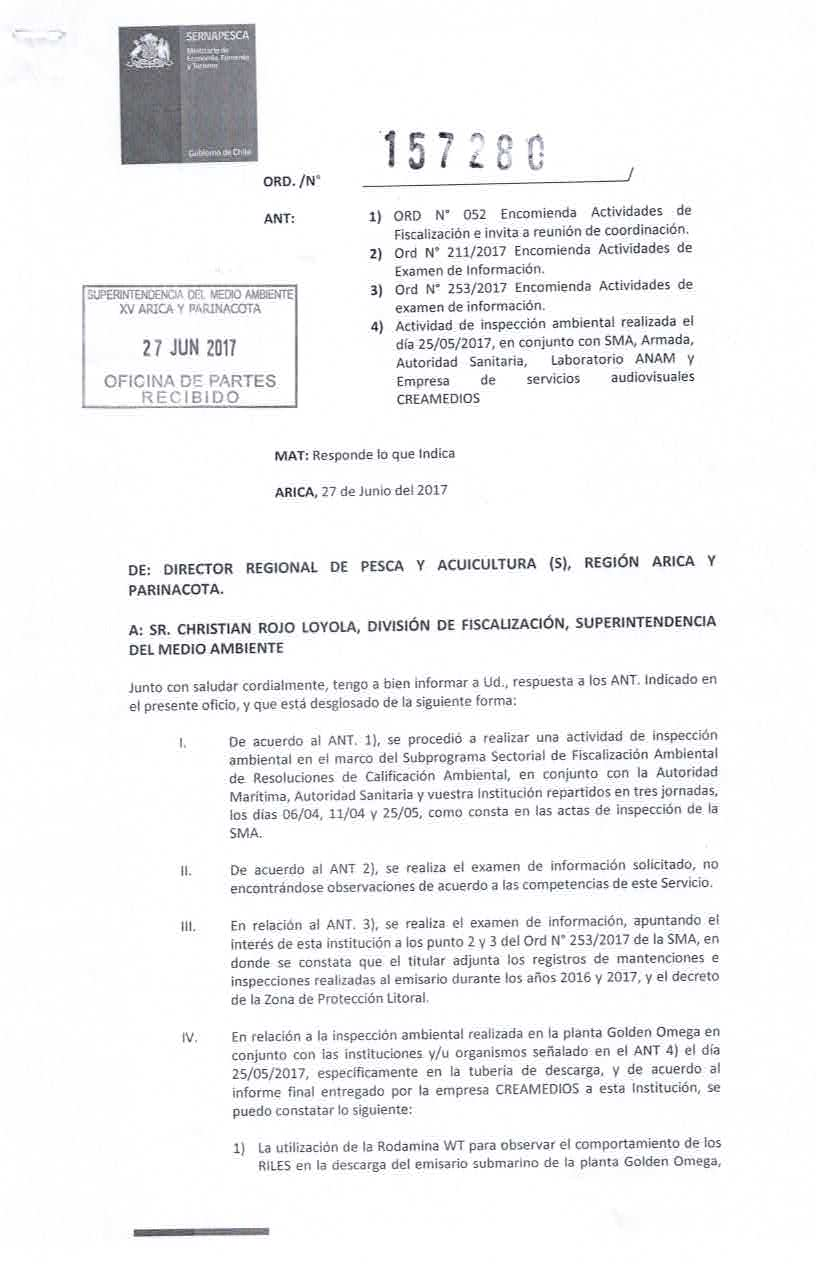 SERNAPESCA
Ministerio de
Economía, Fomento
y Turismo
Gobierno de Chile
157280
ORD. /N° /
ANT:
1) ORD N° 052 Encomienda Actividades de
Fiscalización e invita a reunión de coordinación.
2) Ord N° 211/2017 Encomienda Actividades de
Examen de Información.
3) Ord N° 253/2017 Encomienda Actividades de
examen de información.
4) Actividad de inspección ambiental realizada el
día 25/05/2017, en conjunto con SMA, Armada,
Autoridad Sanitaria, Laboratorio ANAM y
Empresa de servicios audiovisuales
CREAMEDIOS
SUPERINTENDENCIA DEL MEDIO AMBIENTE
XV ARICA Y PARINACOTA
27 JUN 2017
OFICINA DE PARTES
RECIBIDO
MAT: Responde lo que Indica
ARICA, 27 de Junio del 2017
DE: DIRECTOR REGIONAL DE PESCA Y ACUICULTURA (S), REGIÓN ARICA Y
PARINACOTA.
A: SR. CHRISTIAN ROJO LOYOLA, DIVISIÓN DE FISCALIZACIÓN, SUPERINTENDENCIA
DEL MEDIO AMBIENTE
Junto con saludar cordialmente, tengo a bien informar a Ud., respuesta a los ANT. Indicado en
el presente oficio, y que está desglosado de la siguiente forma:
I. De acuerdo al ANT. 1), se procedió a realizar una actividad de inspección
ambiental en el marco del Subprograma Sectorial de Fiscalización Ambiental
de Resoluciones de Calificación Ambiental, en conjunto con la Autoridad
Marítima, Autoridad Sanitaria y vuestra Institución repartidos en tres jornadas,
los días 06/04, 11/04 y 25/05, como consta en las actas de inspección de la
SMA.
II. De acuerdo al ANT 2), se realiza el examen de información solicitado, no
encontrándose observaciones de acuerdo a las competencias de este Servicio.
III. En relación al ANT. 3), se realiza el examen de información, apuntando el
interés de esta institución a los punto 2 y 3 del Ord N° 253/2017 de la SMA, en
donde se constata que el titular adjunta los registros de mantenciones e
inspecciones realizadas al emisario durante los años 2016 y 2017, y el decreto
de la Zona de Protección Litoral.
IV. En relación a la inspección ambiental realizada en la planta Golden Omega en
conjunto con las instituciones y/u organismos señalado en el ANT 4) el día
25/05/2017, específicamente en la tubería de descarga, y de acuerdo al
informe final entregado por la empresa CREAMEDIOS a esta Institución, se
puedo constatar lo siguiente:
1) La utilización de la Rodamina WT para observar el comportamiento de los
RILES en la descarga del emisario submarino de la planta Golden Omega,